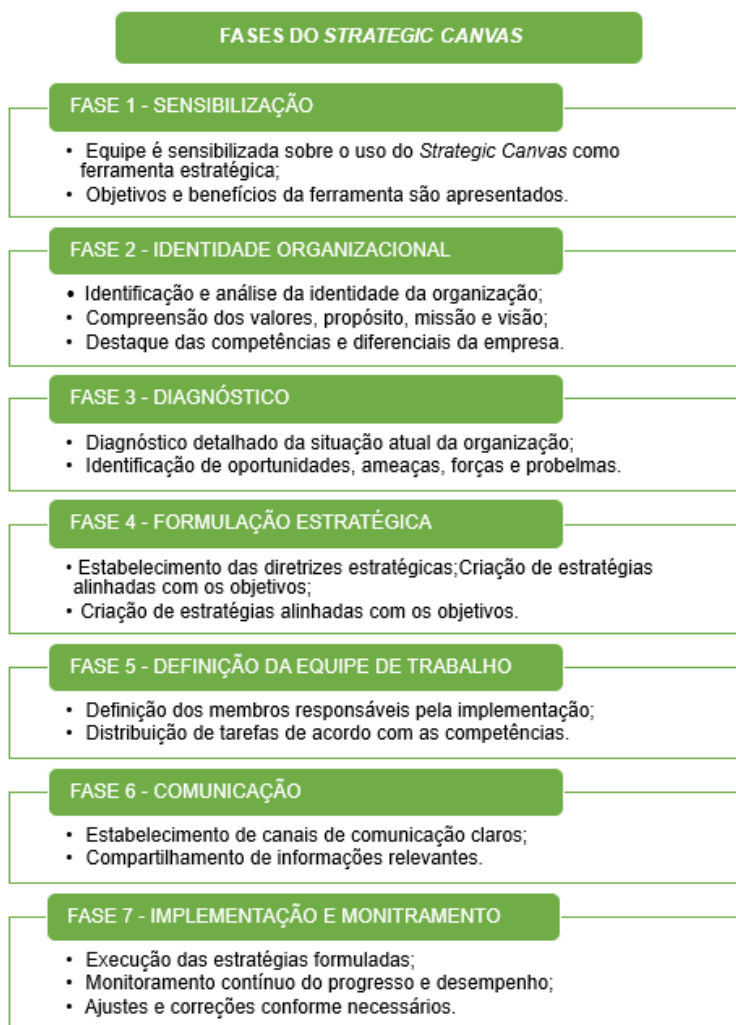 FASES DO STRATEGIC CANVAS
FASE 1 - SENSIBILIZAÇÃO
• Equipe é sensibilizada sobre o uso do Strategic Canvas como
ferramenta estratégica;
• Objetivos e benefícios da ferramenta são apresentados.
FASE 2 - IDENTIDADE ORGANIZACIONAL
• Identificação e análise da identidade da organização;
• Compreensão dos valores, propósito, missão e visão;
• Destaque das competências e diferenciais da empresa.
FASE 3 - DIAGNÓSTICO
• Diagnóstico detalhado da situação atual da organização;
• Identificação de oportunidades, ameaças, forças e probelmas.
FASE 4 - FORMULAÇÃO ESTRATÉGICA
• Estabelecimento das diretrizes estratégicas;Criação de estratégias
alinhadas com os objetivos;
• Criação de estratégias alinhadas com os objetivos.
FASE 5 - DEFINIÇÃO DA EQUIPE DE TRABALHO
• Definição dos membros responsáveis pela implementação;
• Distribuição de tarefas de acordo com as competências.
FASE 6 - COMUNICAÇÃO
• Estabelecimento de canais de comunicação claros;
• Compartilhamento de informações relevantes.
FASE 7 - IMPLEMENTAÇÃO E MONITRAMENTO
• Execução das estratégias formuladas;
• Monitoramento contínuo do progresso e desempenho;
• Ajustes e correções conforme necessários.